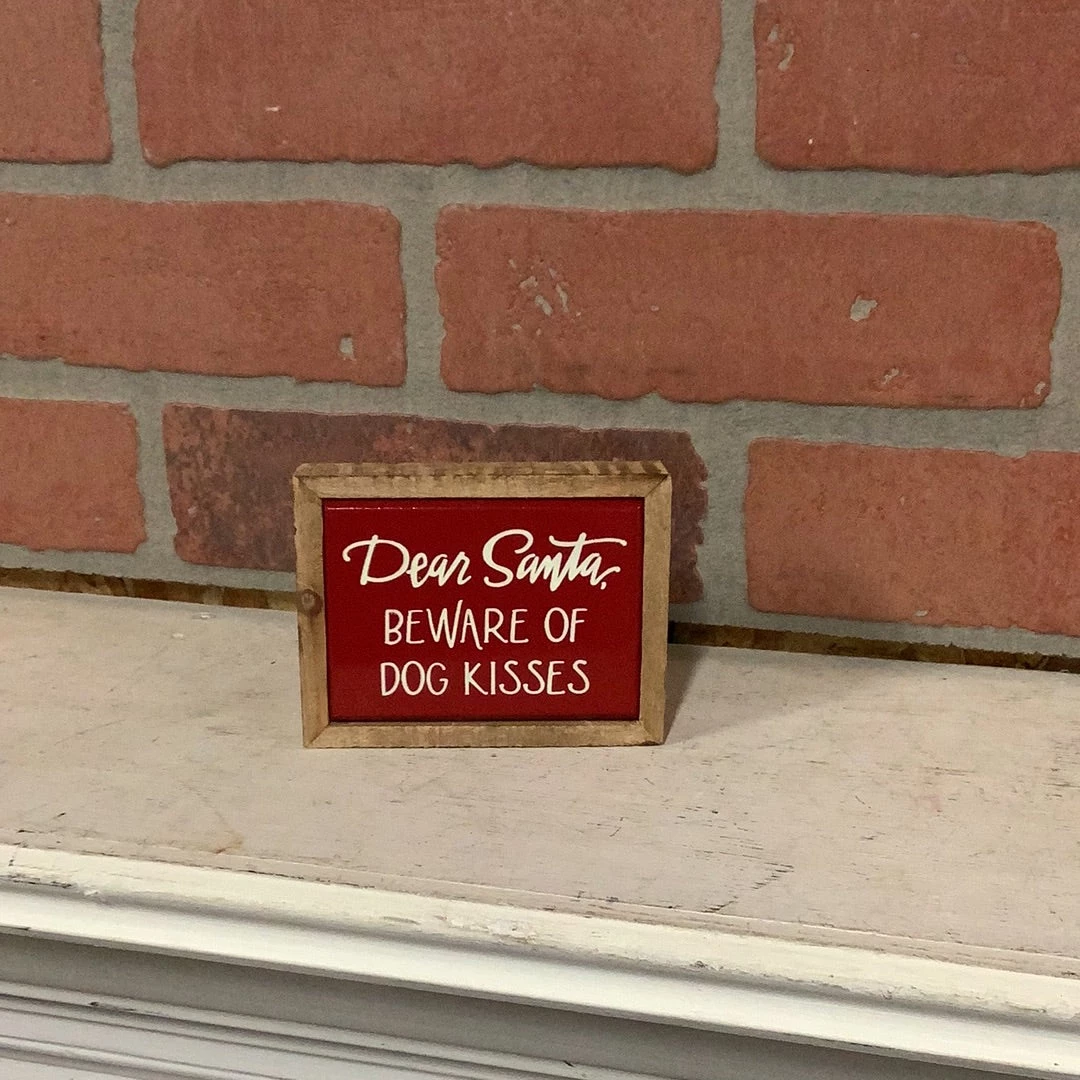 Dear Santa,
BEWARE OF
DOG KISSES